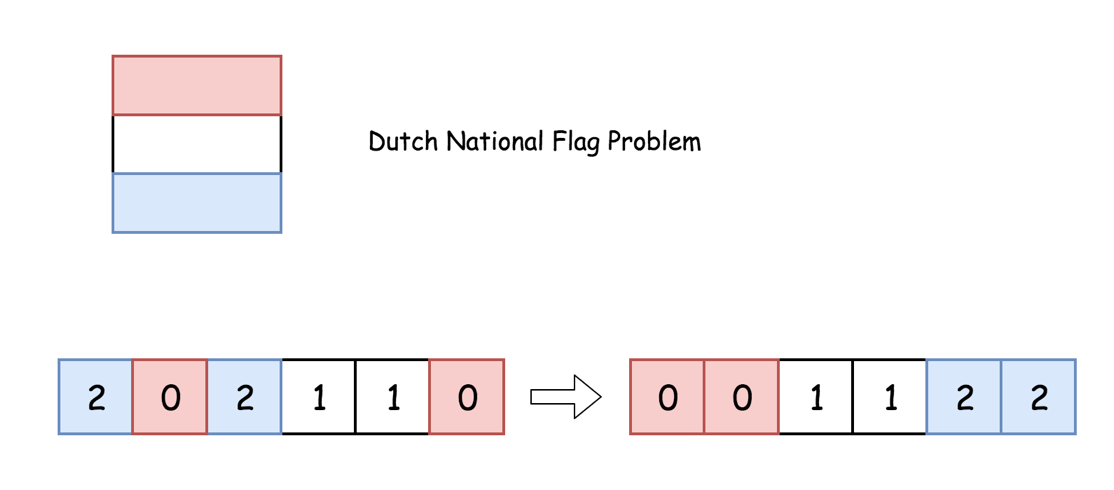 Dutch National Flag Problem
2 0 2 1 1 0 0 0 1 1 2 2